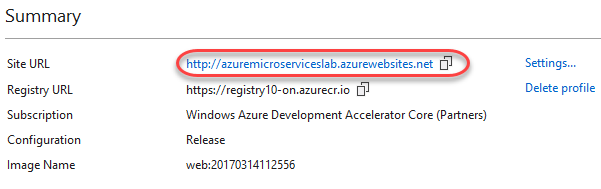 Summary
Site URL http://azuremicroserviceslab.azurewebsites.net Settings...
Registry URL https://registry10-on.azurecr.io Delete profile
Subscription Windows Azure Development Accelerator Core (Partners)
Configuration Release
Image Name web:20170314112556